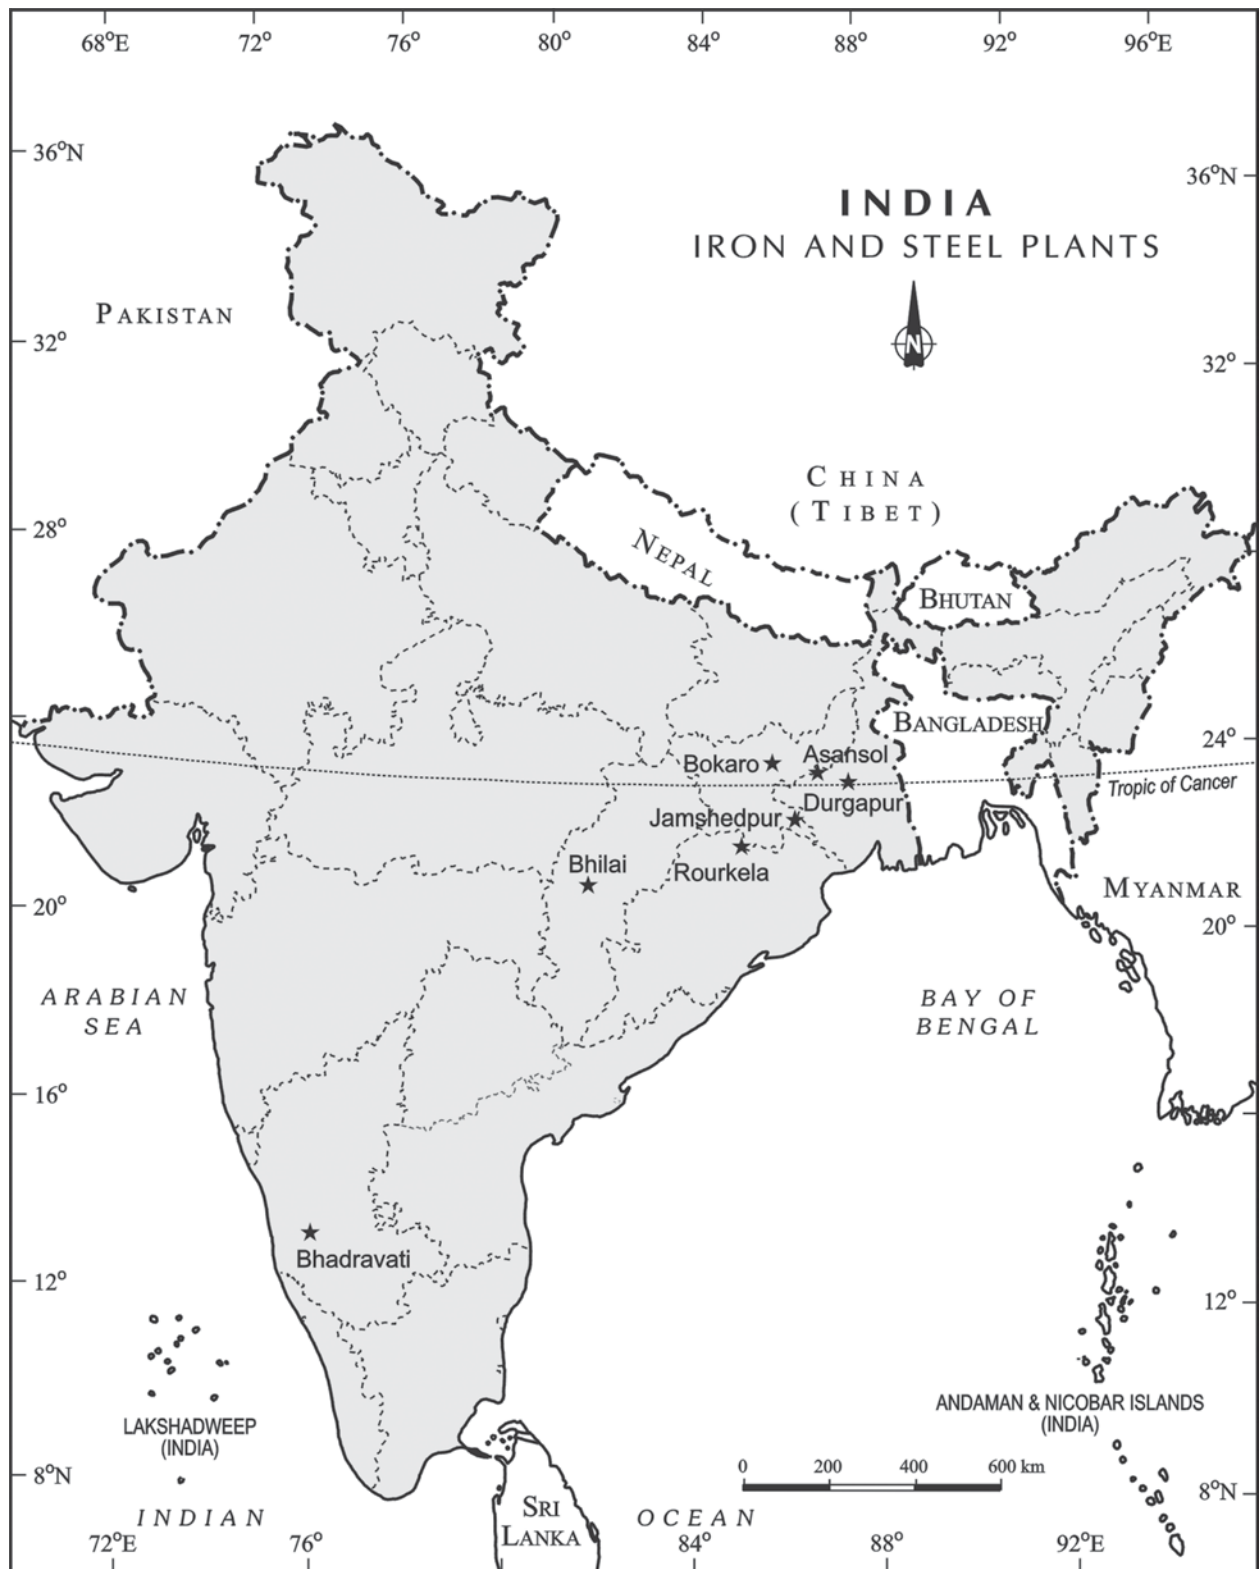 68°E 72° 76° 80° 84° 88° 92° 96°E
36°N
36°N
INDIA
IRON AND STEEL PLANTS
N
PAKISTAN
32°
32°
CHINA
(TIBET)
28°
NEPAL
BHUTAN
BANGLADESH
24°
Asansol
Bokaro
Tropic of Cancer
Durgapur
Jamshedpur
Bhilai
Rourkela
MYANMAR
20°
20°
ARABIAN
SEA
BAY OF
BENGAL
16°
Bhadravati
12°
12°
LAKSHADWEEP
(INDIA)
ANDAMAN & NICOBAR ISLANDS
(INDIA)
0 200 400 600 km
8°N
8°N
INDIAN
SRI
LANKA
OCEAN
72°E 76° 84° 88° 92°E